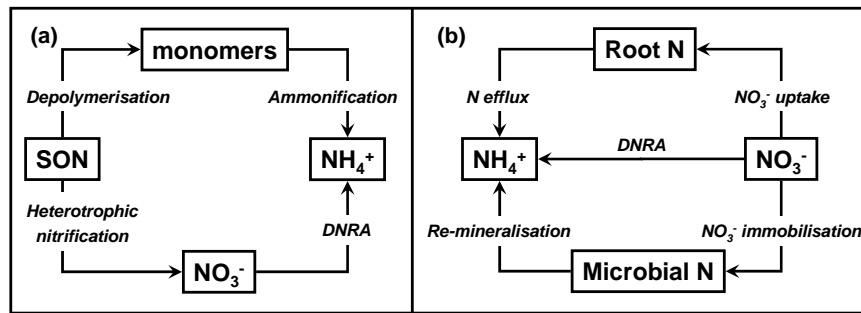 (a)
monomers
Depolymerisation
Ammonification
SON
NH₄⁺
Heterotrophic
nitrification
DNRA
NO₃⁻
(b)
Root N
N efflux
NO₃⁻ uptake
NH₄⁺
DNRA
NO₃⁻
Re-mineralisation
NO₃⁻ immobilisation
Microbial N